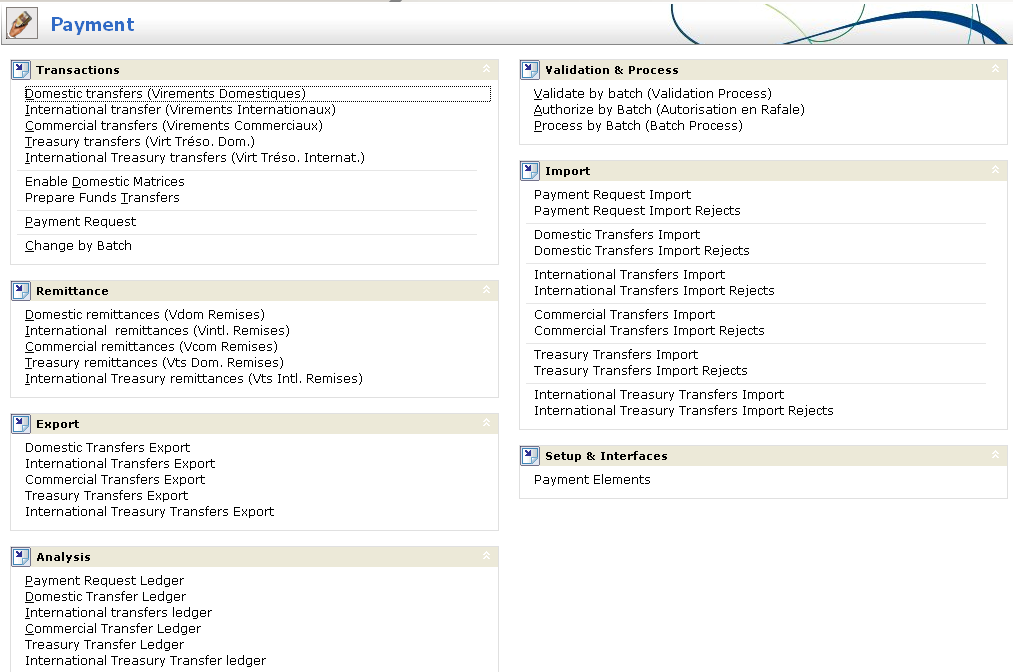 Payment
Transactions
Domestic transfers (Virements Domestiques)
International transfer (Virements Internationaux)
Commercial transfers (Virements Commerciaux)
Treasury transfers (Virt Tréso. Dom.)
International Treasury transfers (Virt Tréso. Internat.)
Enable Domestic Matrices
Prepare Funds Transfers
Payment Request
Change by Batch
Remittance
Domestic remittances (Vdom Remises)
International  remittances (Vintl. Remises)
Commercial remittances (Vcom Remises)
Treasury remittances (Vts Dom. Remises)
International Treasury remittances (Vts Intl. Remises)
Export
Domestic Transfers Export
International Transfers Export
Commercial Transfers Export
Treasury Transfers Export
International Treasury Transfers Export
Analysis
Payment Request Ledger
Domestic Transfer Ledger
International transfers ledger
Commercial Transfer Ledger
Treasury Transfer Ledger
International Treasury Transfer ledger
Validation & Process
Validate by batch (Validation Process)
Authorize by Batch (Autorisation en Rafale)
Process by Batch (Batch Process)
Import
Payment Request Import
Payment Request Import Rejects
Domestic Transfers Import
Domestic Transfers Import Rejects
International Transfers Import
International Transfers Import Rejects
Commercial Transfers Import
Commercial Transfers Import Rejects
Treasury Transfers Import
Treasury Transfers Import Rejects
International Treasury Transfers Import
International Treasury Transfers Import Rejects
Setup & Interfaces
Payment Elements